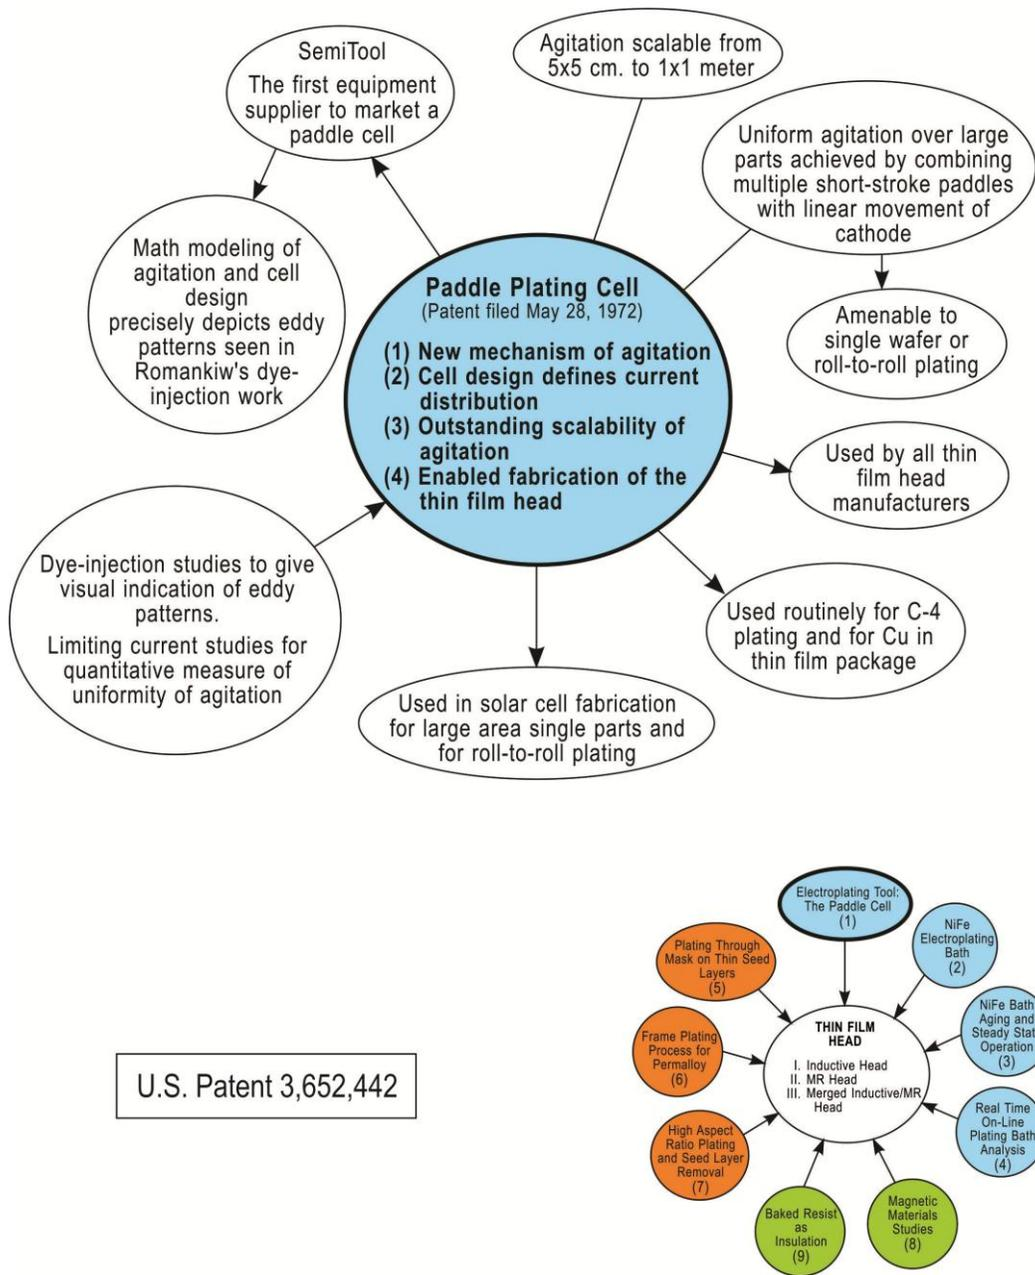 SemiTool
The first equipment
supplier to market a
paddle cell
Agitation scalable from
5x5 cm. to 1x1 meter
Uniform agitation over large
parts achieved by combining
multiple short-stroke paddles
with linear movement of
cathode
Math modeling of
agitation and cell
design
precisely depicts eddy
patterns seen in
Romankiw's dye-
injection work
Paddle Plating Cell
(Patent filed May 28, 1972)
(1) New mechanism of agitation
(2) Cell design defines current
distribution
(3) Outstanding scalability of
agitation
(4) Enabled fabrication of the
thin film head
Amenable to
single wafer or
roll-to-roll plating
Used by all thin
film head
manufacturers
Dye-injection studies to give
visual indication of eddy
patterns.
Limiting current studies for
quantitative measure of
uniformity of agitation
Used routinely for C-4
plating and for Cu in
thin film package
Used in solar cell fabrication
for large area single parts and
for roll-to-roll plating
U.S. Patent 3,652,442
Electroplating Tool:
The Paddle Cell
(1)
NiFe
Electroplating
Bath
(2)
NiFe Bath
Aging and
Steady State
Operation
(3)
Real Time
On-Line
Plating Bath
Analysis
(4)
Plating Through
Mask on Thin Seed
Layers
(5)
Frame Plating
Process for
Permalloy
(6)
High Aspect
Ratio Plating
and Seed Layer
Removal
(7)
Magnetic
Materials
Studies
(8)
Baked Resist
as
Insulation
(9)
THIN FILM
HEAD
I. Inductive Head
II. MR Head
III. Merged Inductive/MR
Head